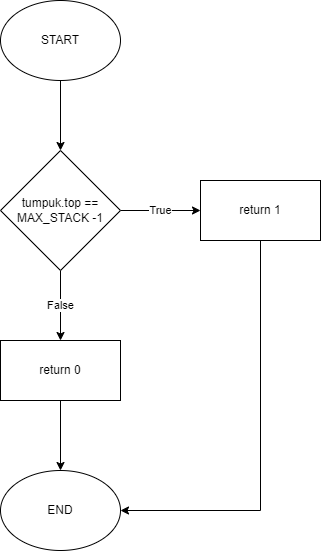 START
tumpuk.top ==
MAX_STACK -1
True
return 1
False
return 0
END